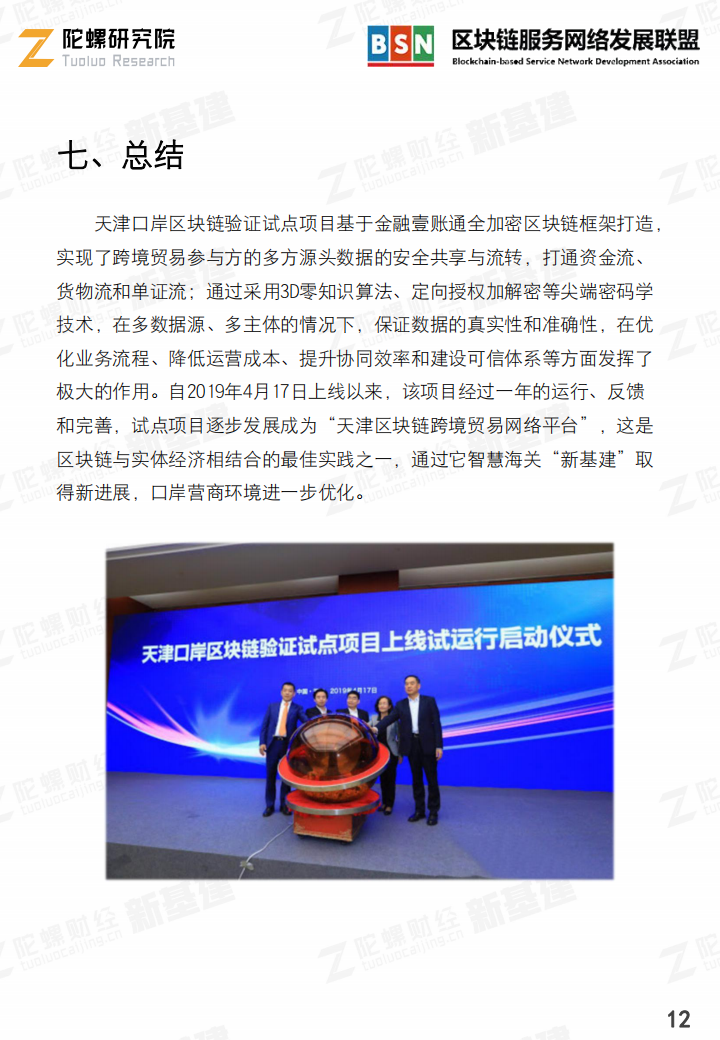 陀螺研究院
Tuoluo Research
BSN
区块链服务网络发展联盟
Blockchain-based Service Network Development Association
七、总结
天津口岸区块链验证试点项目基于金融壹账通全加密区块链框架打造，
实现了跨境贸易参与方的多方源头数据的安全共享与流转，打通资金流、
货物流和单证流；通过采用3D零知识算法、定向授权加解密等尖端密码学
技术，在多数据源、多主体的情况下，保证数据的真实性和准确性，在优
化业务流程、降低运营成本、提升协同效率和建设可信体系等方面发挥了
极大的作用。自2019年4月17日上线以来，该项目经过一年的运行、反馈
和完善，试点项目逐步发展成为“天津区块链跨境贸易网络平台”，这是
区块链与实体经济相结合的最佳实践之一，通过它智慧海关“新基建”取
得新进展，口岸营商环境进一步优化。
天津口岸区块链验证试点项目上线试运行启动仪式
中国·
2019年4月17日
陀螺财经 新基建
tuoluocaijing.cn
12